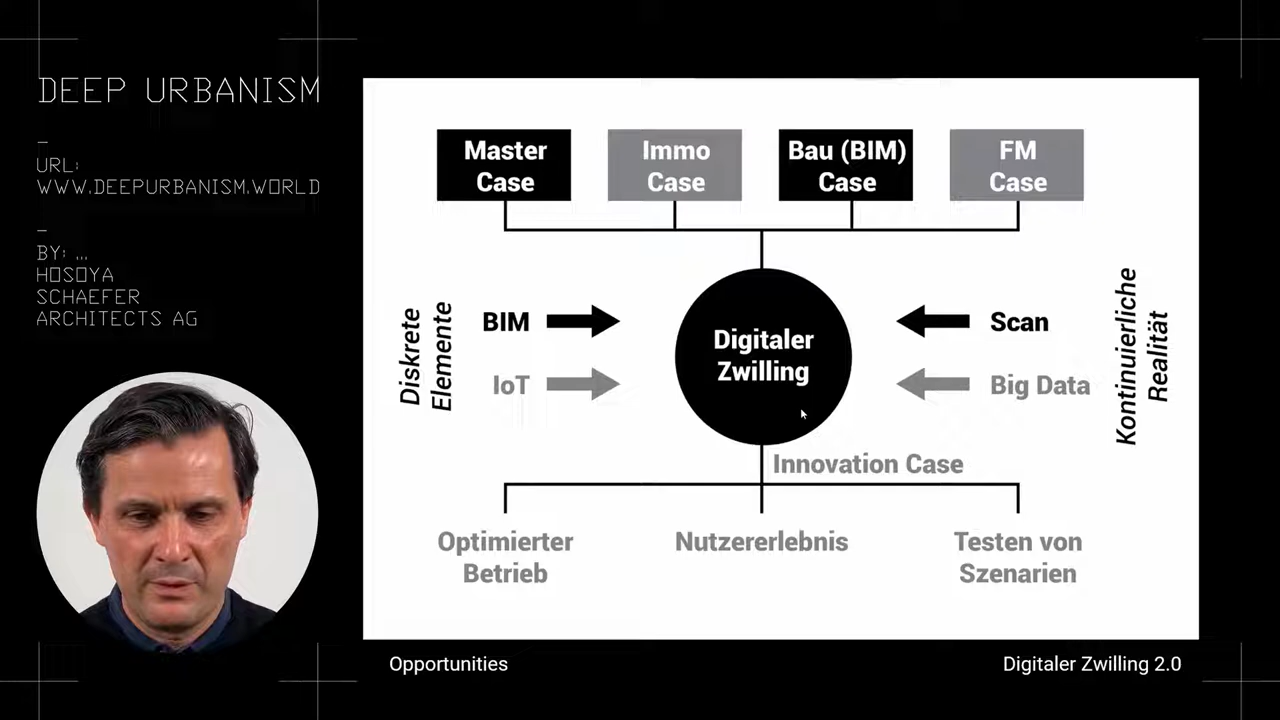 DEEP URBANISM
–
URL:
WWW.DEEPURBANISM.WORLD
–
BY: ...
HOSOYA
SCHAEFER
ARCHITECTS AG
Master
Case
Immo
Case
Bau (BIM)
Case
FM
Case
Diskrete
Elemente
BIM
IoT
Digitaler
Zwilling
Scan
Big Data
Kontinuierliche
Realität
Innovation Case
Optimierter
Betrieb
Nutzererlebnis
Testen von
Szenarien
Opportunities
Digitaler Zwilling 2.0